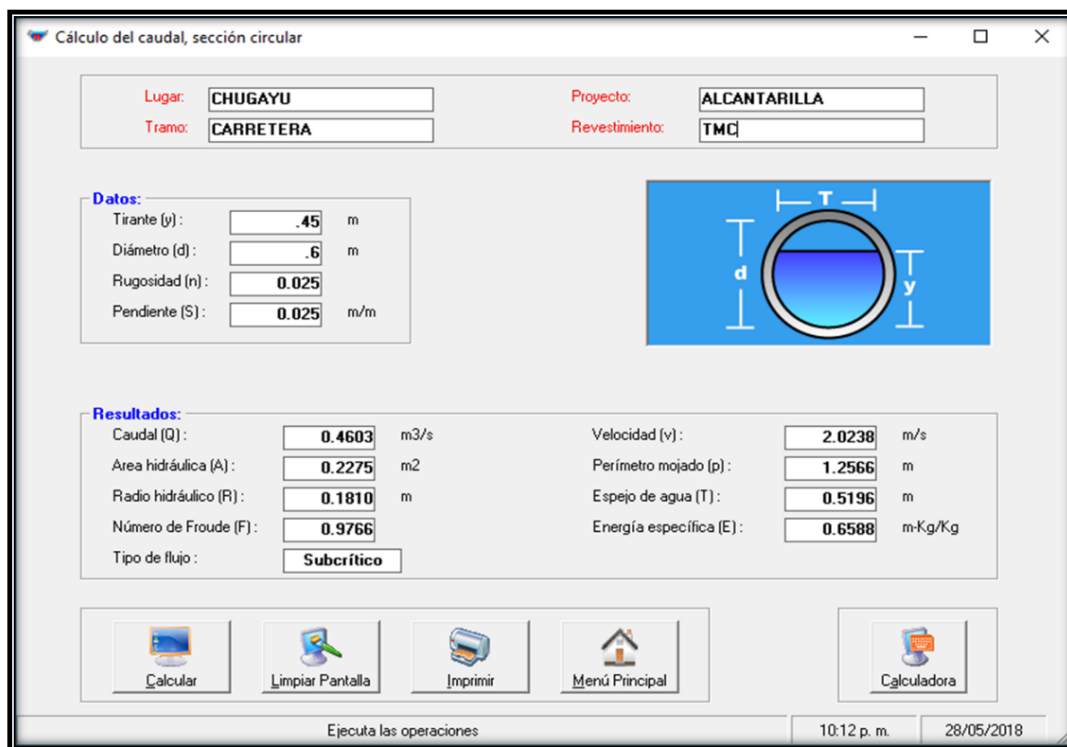 Cálculo del caudal, sección circular
Lugar: CHUGAYU Proyecto: ALCANTARILLA
Tramo: CARRETERA Revestimiento: TMC
Datos:
Tirante (y) : .45 m
Diámetro (d) : .6 m
Rugosidad (n) : 0.025
Pendiente (S) : 0.025 m/m
T
d
y
Resultados:
Caudal (Q) : 0.4603 m3/s Velocidad (v) : 2.0238 m/s
Area hidráulica (A) : 0.2275 m2 Perímetro mojado (p) : 1.2566 m
Radio hidráulico (R) : 0.1810 m Espejo de agua (T) : 0.5196 m
Número de Froude (F) : 0.9766 Energía específica (E) : 0.6588 m-Kg/Kg
Tipo de flujo : Subcrítico
Calcular Limpiar Pantalla Imprimir Menú Principal Calculadora
Ejecuta las operaciones 10:12 p. m. 28/05/2018